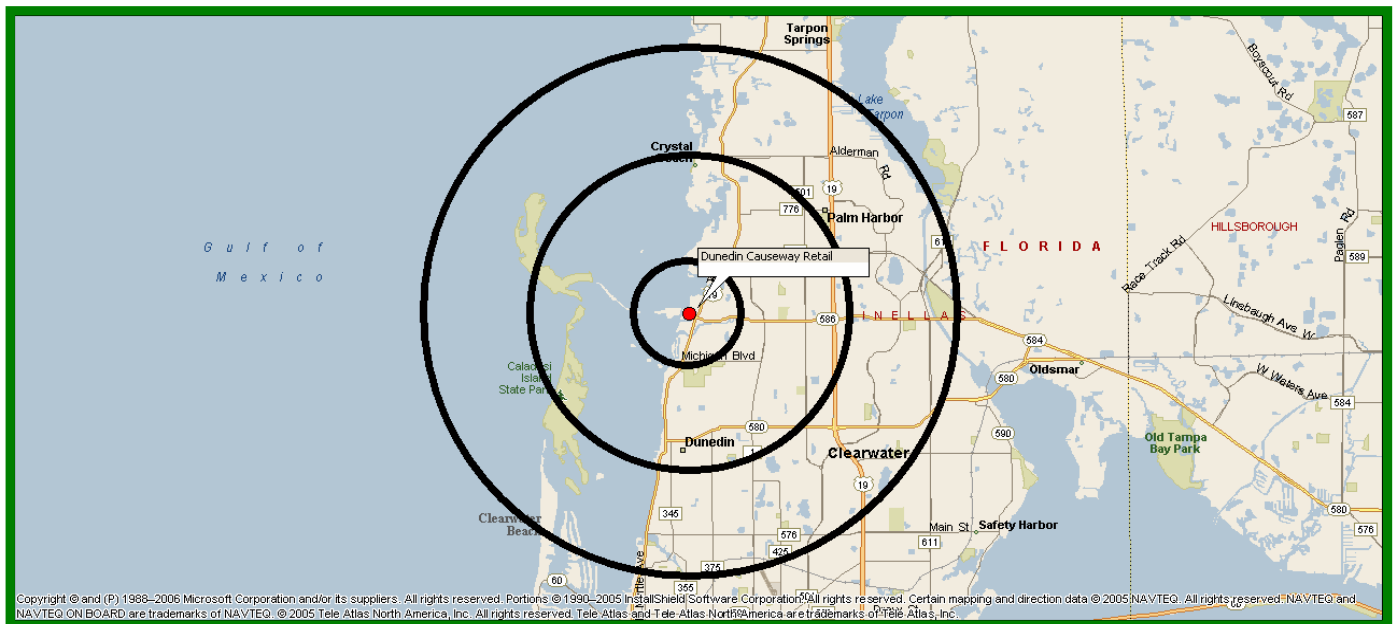 Tarpon
Springs
Boyscout Rd
587
Lake
Tarpon
Crystal
Beach
Alderman
Rd
501
19
776
Palm Harbor
Gulf of
Mexico
61
FLORIDA
HILLSBOROUGH
Racetrack Rd
589
Dunedin Causeway Retail
19
586
INELLAS
Linebaugh Ave W
584
Michigan Blvd
Caladesi
Island
State Park
Oldsmar
580
W Waters Ave
584
580
Dunedin
1
590
Clearwater
Old Tampa
Bay Park
19
345
Clearwater
Beach
576
Main St
Safety Harbor
611
425
580
576
375
60
355
Myrtle Ave
Copyright © and (P) 1988–2006 Microsoft Corporation and/or its suppliers. All rights reserved. Portions © 1990–2005 InstallShield Software Corporation. All rights reserved. Certain mapping and direction data © 2005 NAVTEQ. All rights reserved. NAVTEQ and
NAVTEQ ON BOARD are trademarks of NAVTEQ. © 2005 Tele Atlas North America, Inc. All rights reserved. Tele Atlas and Tele Atlas North America are trademarks of Tele Atlas, Inc.